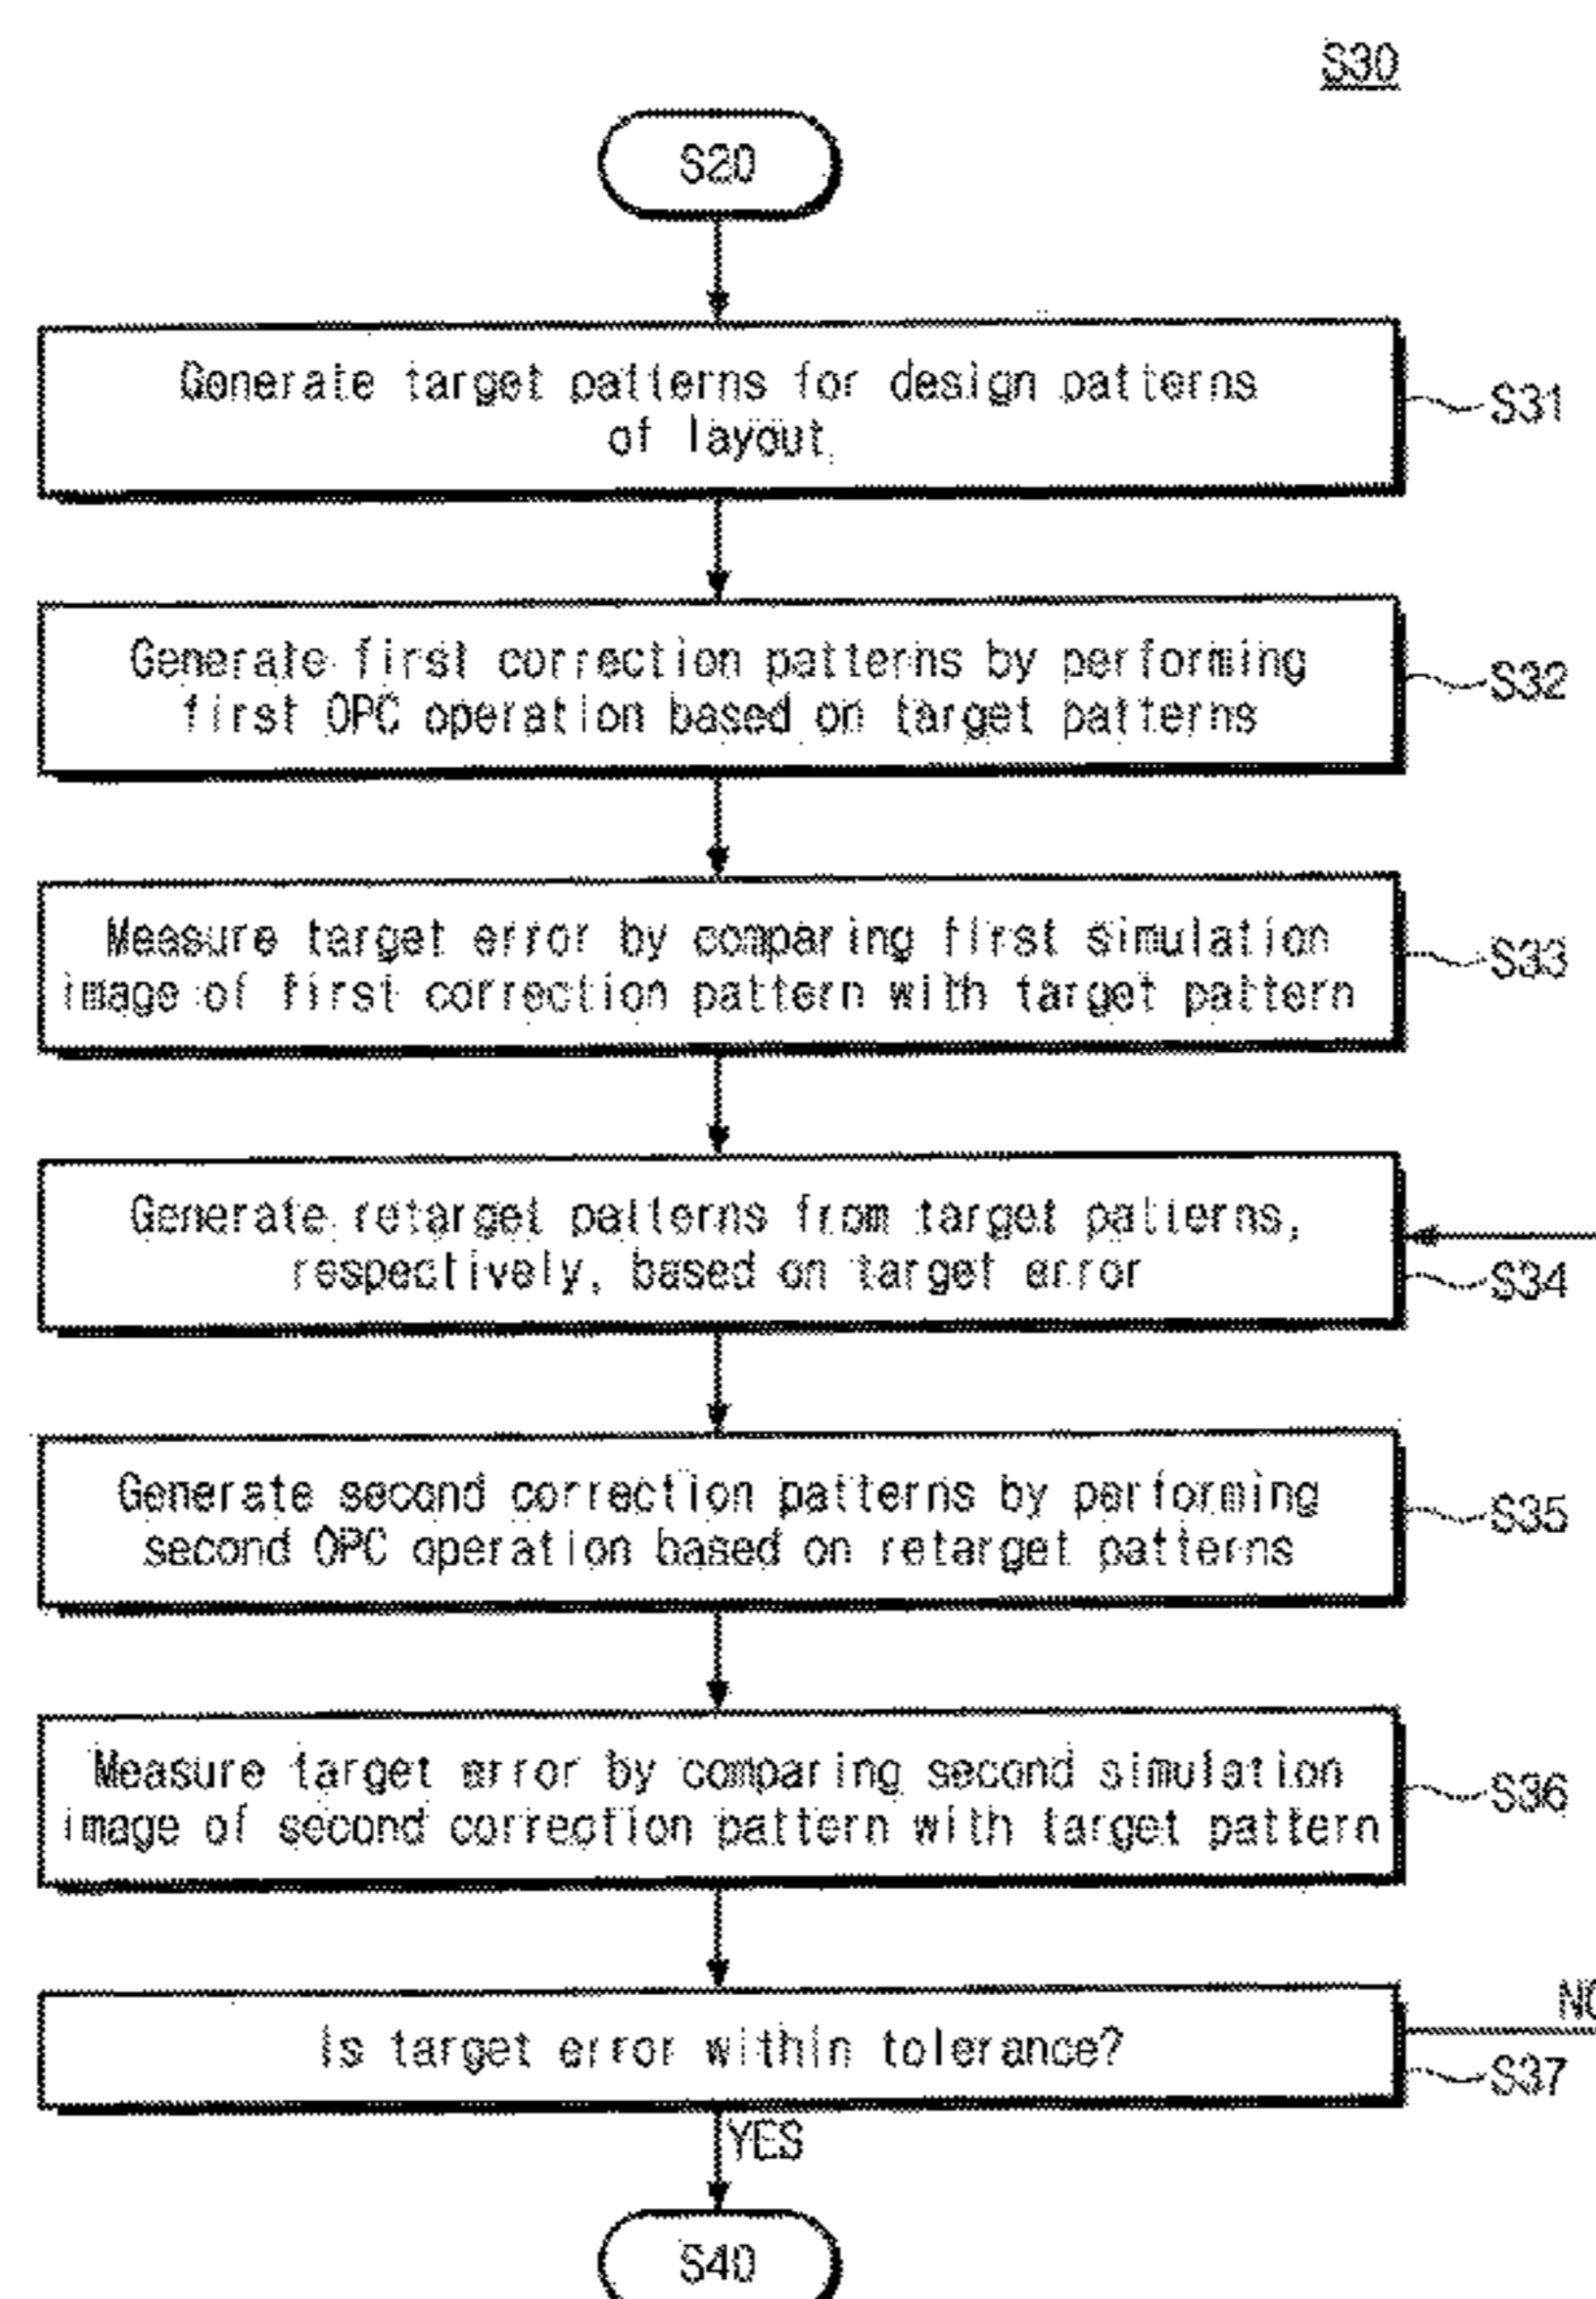 S30
S20
Generate target patterns for design patterns
of layout
S31
Generate first correction patterns by performing
first OPC operation based on target patterns
S32
Measure target error by comparing first simulation
image of first correction pattern with target pattern
S33
Generate retarget patterns from target patterns,
respectively, based on target error
S34
Generate second correction patterns by performing
second OPC operation based on retarget patterns
S35
Measure target error by comparing second simulation
image of second correction pattern with target pattern
S36
Is target error within tolerance?
NO
S37
YES
S40